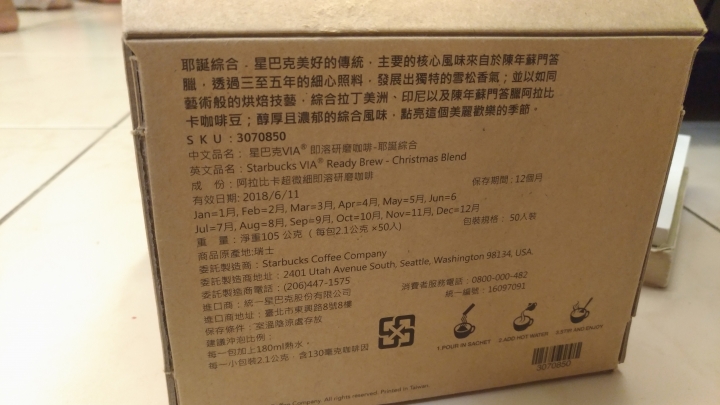 耶誕綜合．星巴克美好的傳統，主要的核心風味來自於陳年蘇門答
臘，透過三至五年的細心照料，發展出獨特的雪松香氣；並以如同
藝術般的烘焙技藝，綜合拉丁美洲、印尼以及陳年蘇門答臘阿拉比
卡咖啡豆；醇厚且濃郁的綜合風味，點亮這個美麗歡樂的季節。
SKU：3070850
中文品名：星巴克VIA® 即溶研磨咖啡-耶誕綜合
英文品名：Starbucks VIA® Ready Brew - Christmas Blend
成 份：阿拉比卡超微細即溶研磨咖啡
保存期間：12個月
有效日期：2018/6/11
Jan=1月, Feb=2月, Mar=3月, Apr=4月, May=5月, Jun=6
Jul=7月, Aug=8月, Sep=9月, Oct=10月, Nov=11月, Dec=12月
包裝規格：50人裝
重 量：淨重105 公克（每包2.1公克×50入）
商品原產地:瑞士
委託製造商：Starbucks Coffee Company
委託製造商地址：2401 Utah Avenue South, Seattle, Washington 98134, USA
委託製造商電話：(206)447-1575
消費者服務電話：0800-000-482
進口商：統一星巴克股份有限公司
統一編號：16097091
進口商地址：臺北市東興路8號8樓
保存條件：室溫陰涼處存放
建議沖泡比例：
每一包加上180ml熱水。
每一小包裝2.1公克，含130毫克咖啡因
1.POUR IN SACHET 2.ADD HOT WATER 3.STIR AND ENJOY
3070850
Company. All rights reserved. Printed in Taiwan.